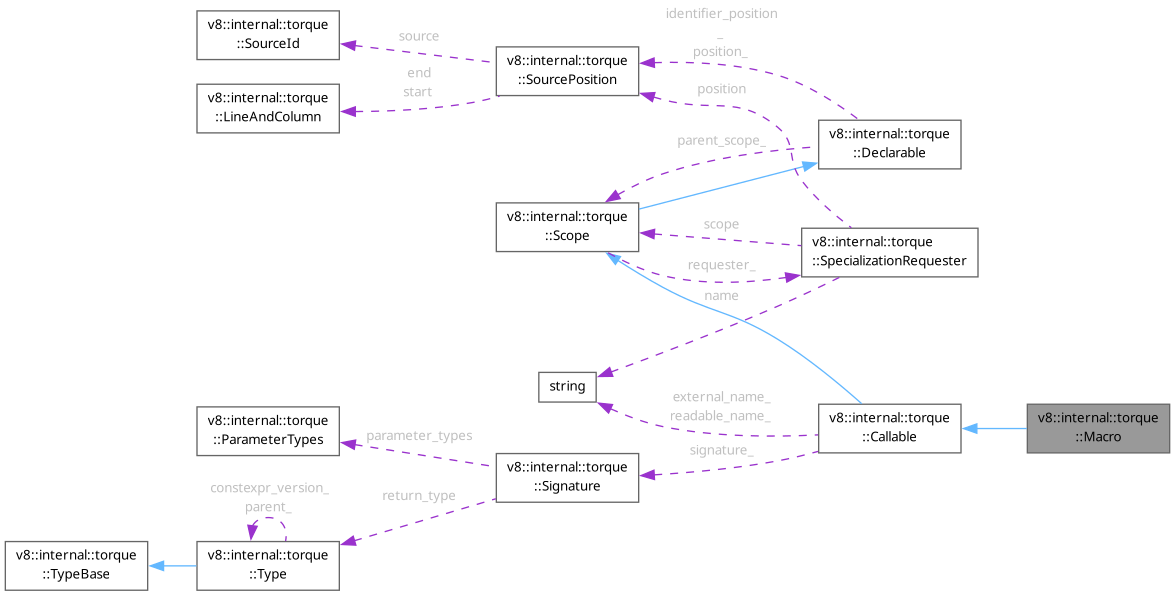 v8::internal::torque
::SourceId
source
v8::internal::torque
::SourcePosition
identifier_position
_
position_
v8::internal::torque
::LineAndColumn
end
start
position
v8::internal::torque
::Declarable
parent_scope_
v8::internal::torque
::Scope
scope
v8::internal::torque
::SpecializationRequester
requester_
name
string
external_name_
readable_name_
v8::internal::torque
::Callable
v8::internal::torque
::Macro
v8::internal::torque
::ParameterTypes
parameter_types
v8::internal::torque
::Signature
signature_
constexpr_version_
parent_
return_type
v8::internal::torque
::TypeBase
v8::internal::torque
::Type